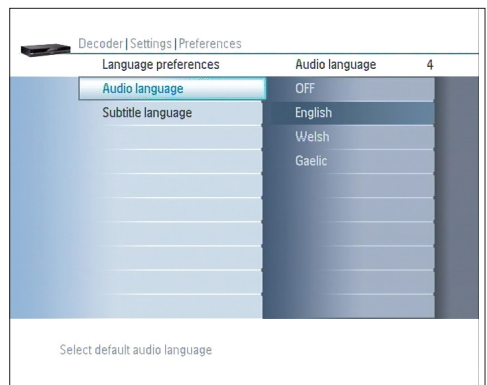 Decoder|Settings|Preferences
Language preferences
Audio language 4
Audio language
OFF
Subtitle language
English
Welsh
Gaelic
Select default audio language